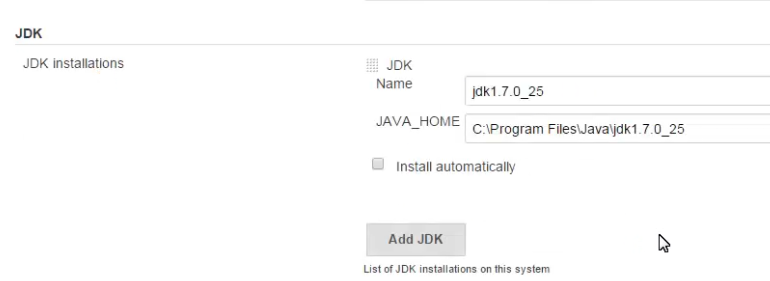 JDK
JDK installations
JDK
Name
jdk1.7.0_25
JAVA_HOME
C:\Program Files\Java\jdk1.7.0_25
Install automatically
Add JDK
List of JDK installations on this system